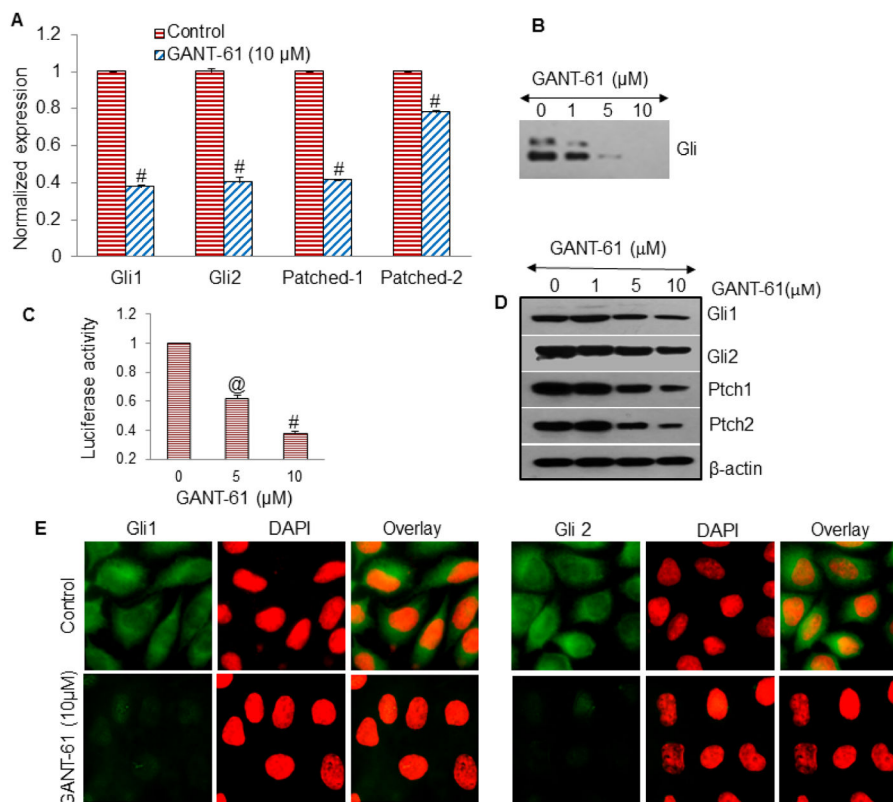 A
Control
GANT-61 (10 µM)
Normalized expression
1.2
1
0.8
0.6
0.4
0.2
0
#
#
#
#
Gli1 Gli2 Patched-1 Patched-2
B
GANT-61 (µM)
0 1 5 10
Gli
C
Luciferase activity
1.2
1
0.8
0.6
0.4
0.2
@
#
0 5 10
GANT-61 (µM)
GANT-61 (µM)
0 1 5 10 GANT-61(µM)
D
Gli1
Gli2
Ptch1
Ptch2
β-actin
E
Gli1 DAPI Overlay Gli 2 DAPI Overlay
Control
GANT-61 (10µM)